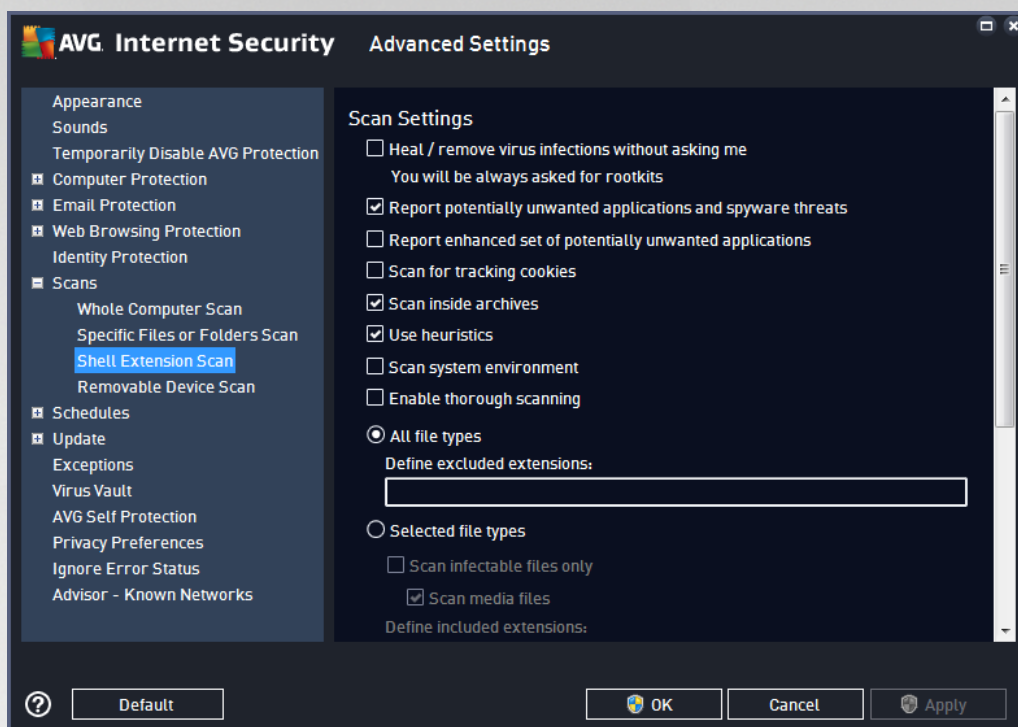 AVG. Internet Security Advanced Settings
Appearance
Sounds
Temporarily Disable AVG Protection
Computer Protection
Email Protection
Web Browsing Protection
Identity Protection
Scans
Whole Computer Scan
Specific Files or Folders Scan
Shell Extension Scan
Removable Device Scan
Schedules
Update
Exceptions
Virus Vault
AVG Self Protection
Privacy Preferences
Ignore Error Status
Advisor - Known Networks
Scan Settings
Heal / remove virus infections without asking me
You will be always asked for rootkits
Report potentially unwanted applications and spyware threats
Report enhanced set of potentially unwanted applications
Scan for tracking cookies
Scan inside archives
Use heuristics
Scan system environment
Enable thorough scanning
All file types
Define excluded extensions:
Selected file types
Scan infectable files only
Scan media files
Define included extensions:
? Default OK Cancel Apply